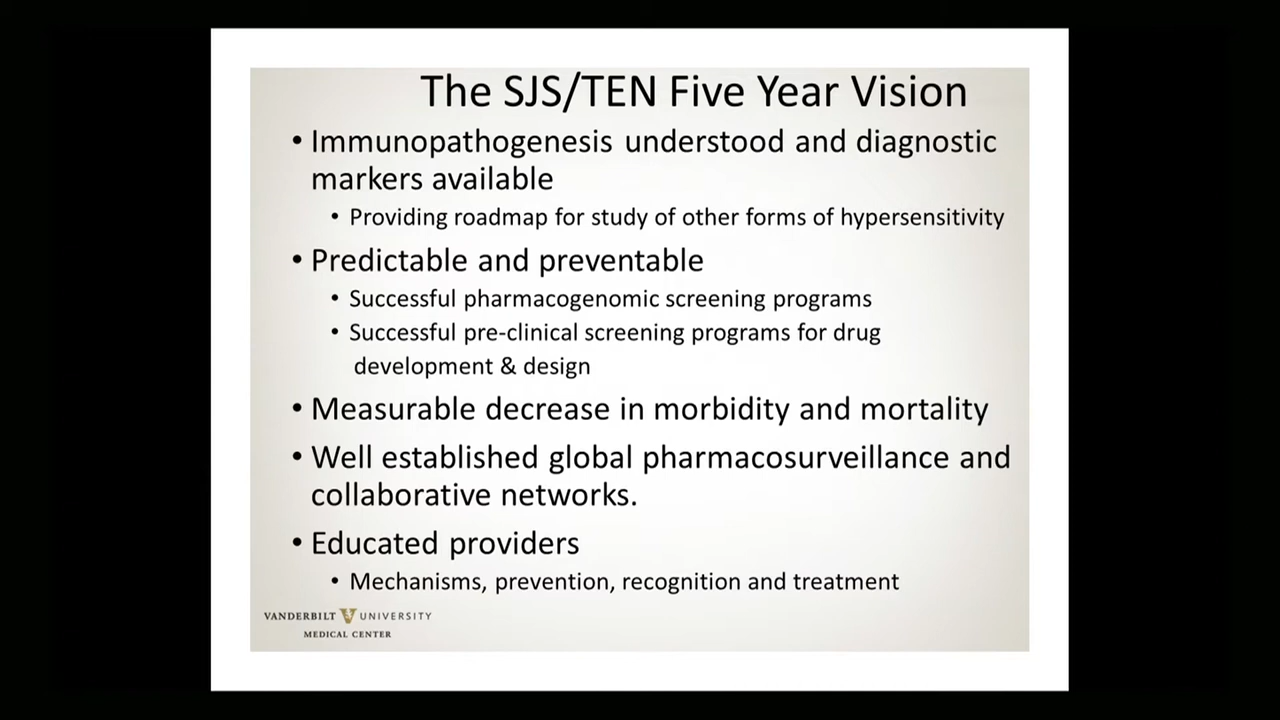 The SJS/TEN Five Year Vision
• Immunopathogenesis understood and diagnostic
markers available
• Providing roadmap for study of other forms of hypersensitivity
• Predictable and preventable
• Successful pharmacogenomic screening programs
• Successful pre-clinical screening programs for drug
development & design
• Measurable decrease in morbidity and mortality
• Well established global pharmacosurveillance and
collaborative networks.
• Educated providers
• Mechanisms, prevention, recognition and treatment
VANDERBILT V UNIVERSITY
MEDICAL CENTER